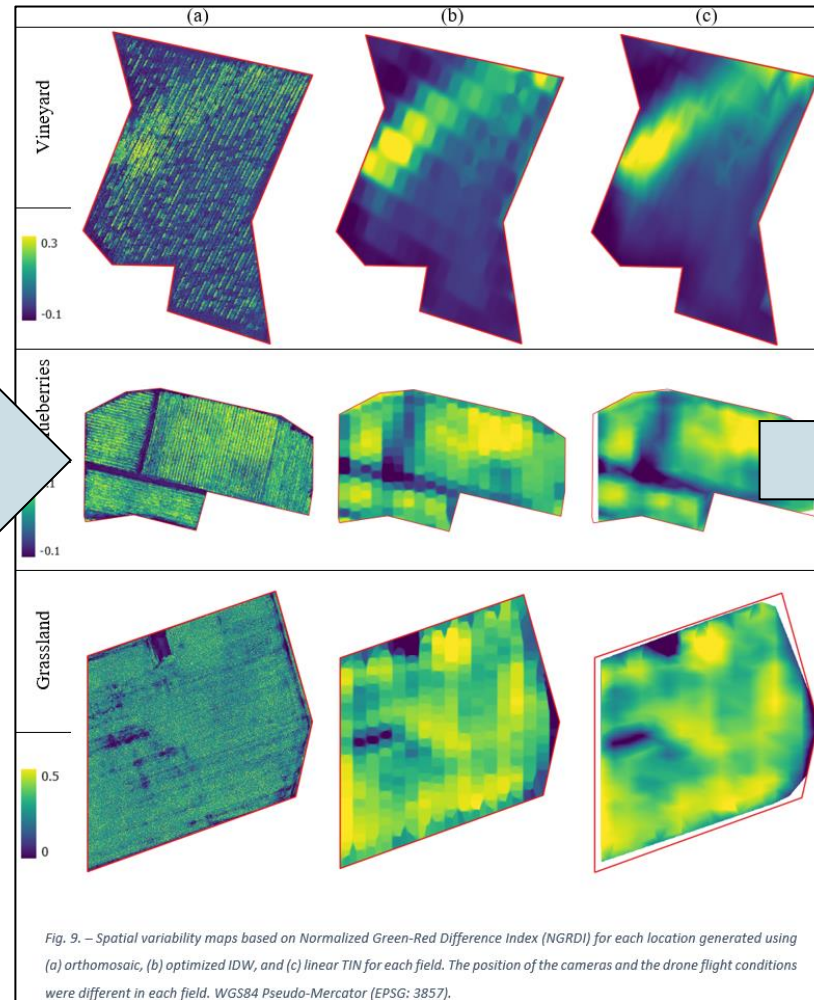 (a) (b) (c)
Vineyard
0.3
-0.1
-0.1
Grassland
0.5
0
Fig. 9. – Spatial variability maps based on Normalized Green-Red Difference Index (NGRDI) for each location generated using
(a) orthomosaic, (b) optimized IDW, and (c) linear TIN for each field. The position of the cameras and the drone flight conditions
were different in each field. WGS84 Pseudo-Mercator (EPSG: 3857).